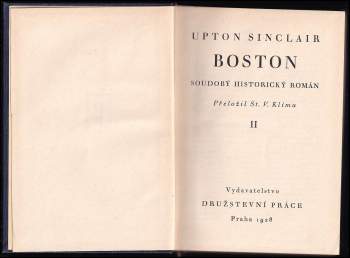 UPTON SINCLAIR
BOSTON
SOUDOBÝ HISTORICKÝ ROMÁN
Přeložil St. V. Klíma
II
Vydavatelstvo
DRUŽSTEVNÍ PRÁCE
Praha 1928